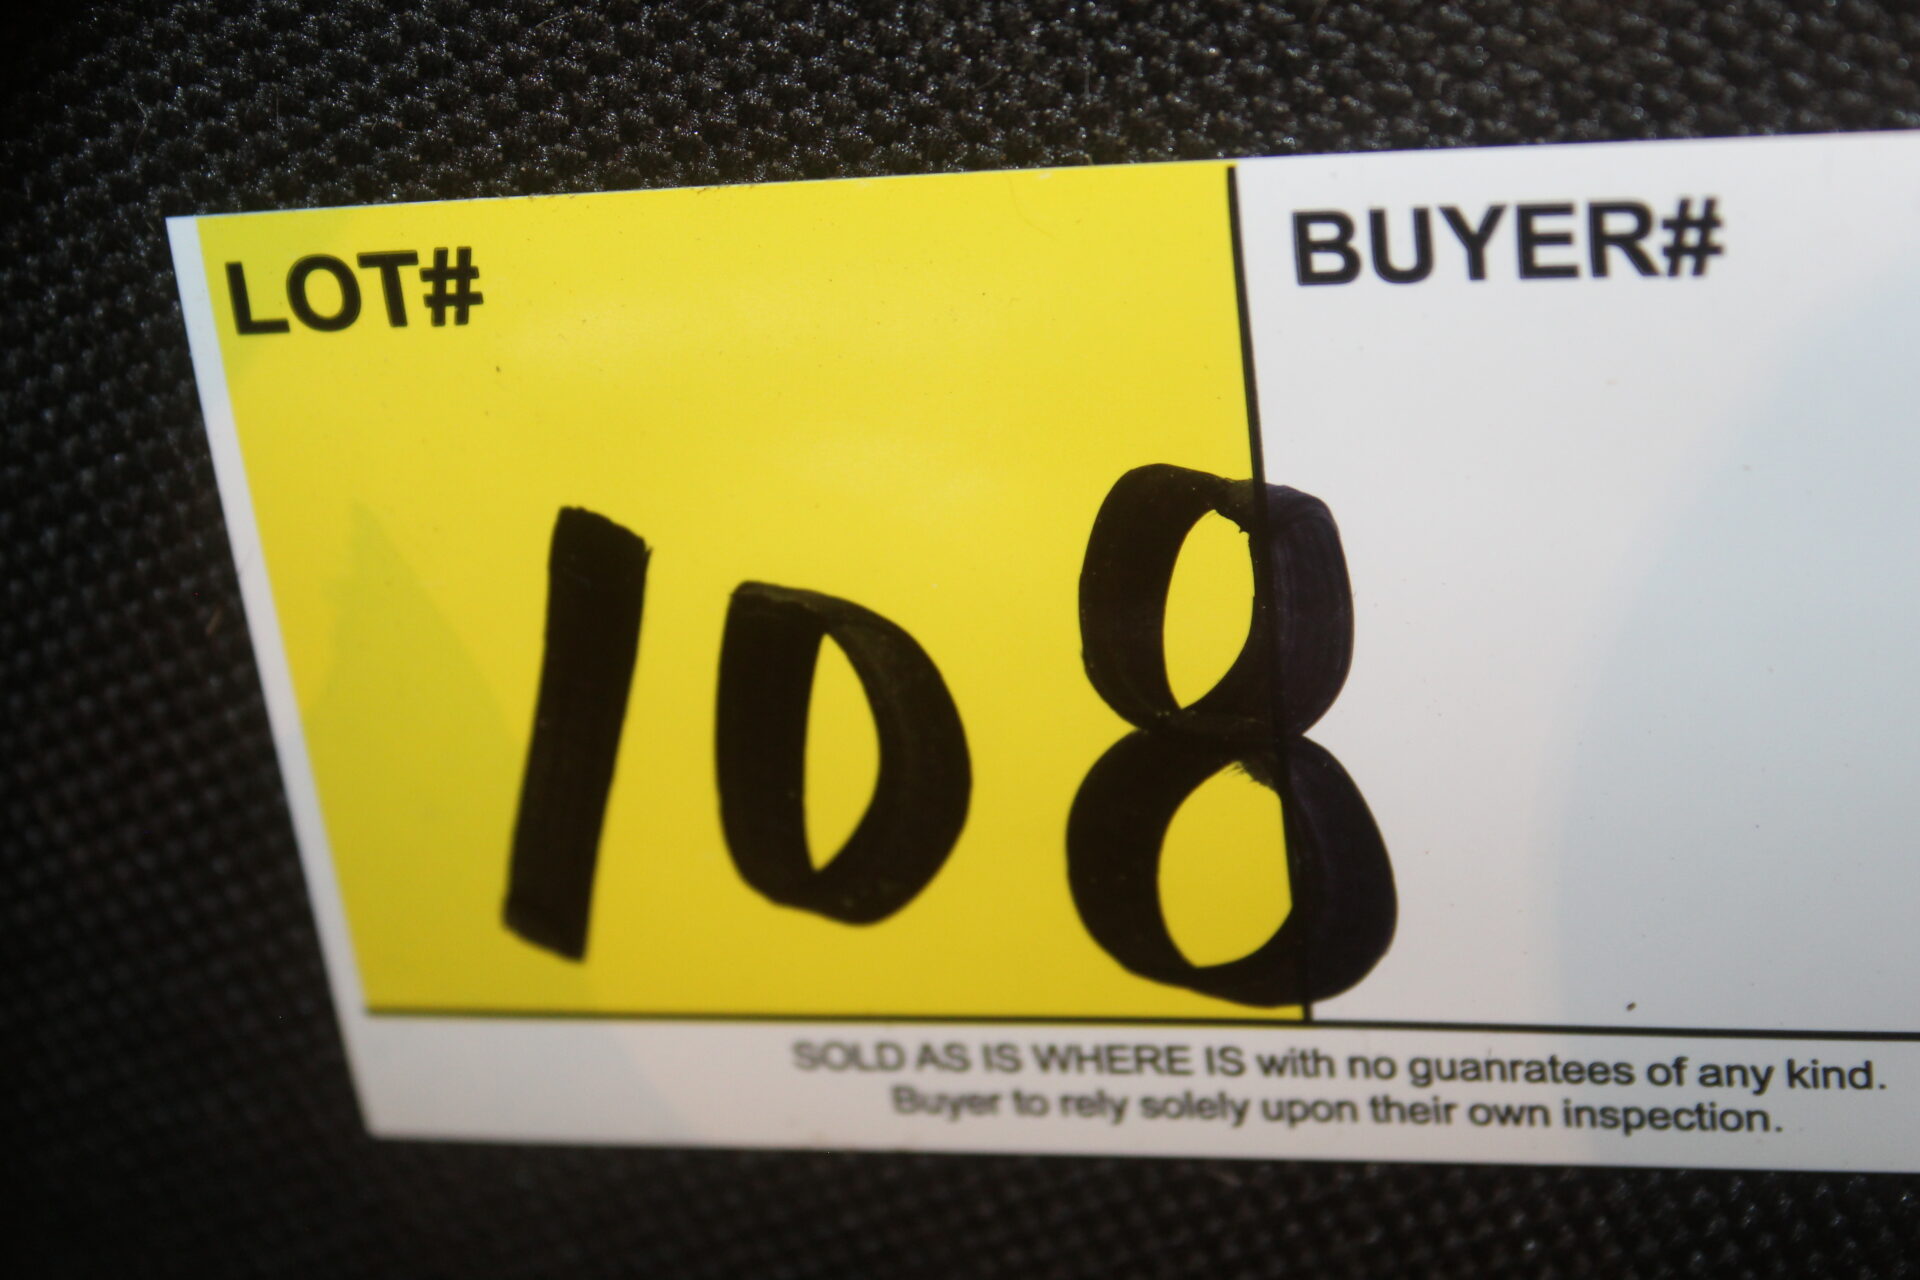 LOT# BUYER#
108
SOLD AS IS WHERE IS with no guanratees of any kind.
Buyer to rely solely upon their own inspection.